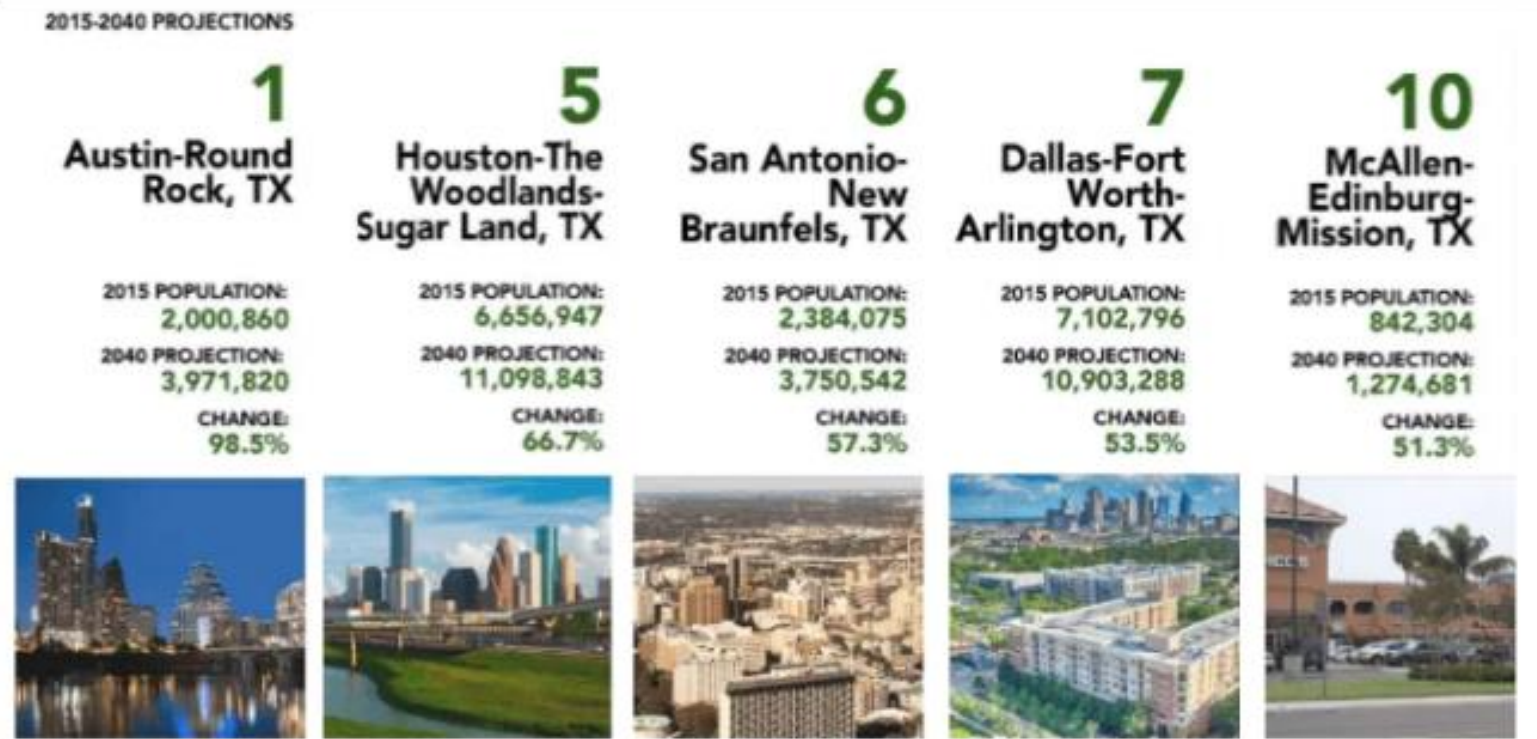 2015-2040 PROJECTIONS
1
Austin-Round
Rock, TX
2015 POPULATION:
2,000,860
2040 PROJECTION:
3,971,820
CHANGE:
98.5%
5
Houston-The
Woodlands-
Sugar Land, TX
2015 POPULATION:
6,656,947
2040 PROJECTION:
11,098,843
CHANGE:
66.7%
6
San Antonio-
New
Braunfels, TX
2015 POPULATION:
2,384,075
2040 PROJECTION:
3,750,542
CHANGE:
57.3%
7
Dallas-Fort
Worth-
Arlington, TX
2015 POPULATION:
7,102,796
2040 PROJECTION:
10,903,288
CHANGE:
53.5%
10
McAllen-
Edinburg-
Mission, TX
2015 POPULATION:
842,304
2040 PROJECTION:
1,274,681
CHANGE:
51.3%